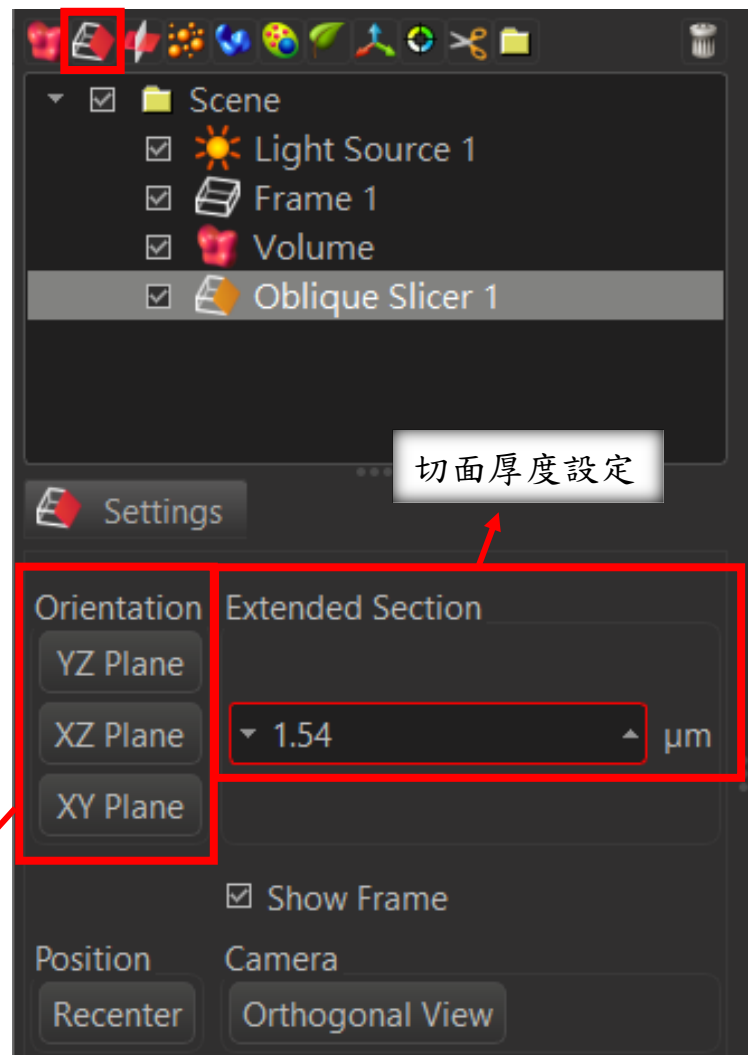 Scene
Light Source 1
Frame 1
Volume
Oblique Slicer 1
切面厚度設定
Settings
Orientation
Extended Section
YZ Plane
XZ Plane
1.54
µm
XY Plane
Show Frame
Position
Camera
Recenter
Orthogonal View